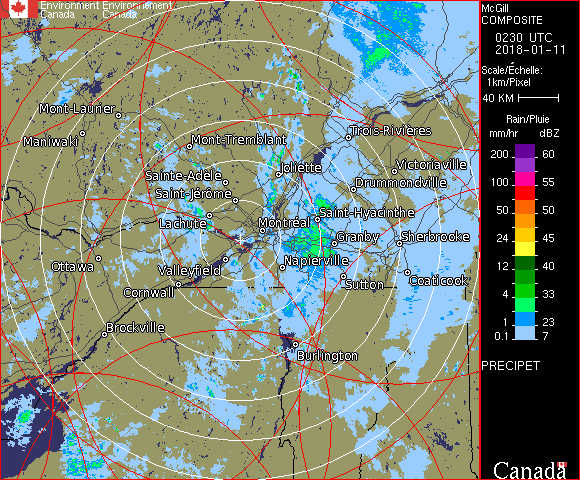 Environment Environnement
Canada Canada
McGill
COMPOSITE
0230 UTC
2018-01-11
Scale/Échelle:
1km/Pixel
40 KM
Rain/Pluie
mm/hr dBZ
200 60
100 55
50 50
24 45
12 40
8 33
4 30
1 23
0.1 7
PRECIPET
Canada
Mont-Laurier
Maniwaki
Mont-Tremblant
Trois-Rivières
Sainte-Adèle
Joliette
Victoriaville
Saint-Jérôme
Drummondville
Lachute
Montréal
Saint-Hyacinthe
Granby
Sherbrooke
Ottawa
Valleyfield
Napierville
Cornwall
Sutton
Coaticook
Brockville
Burlington